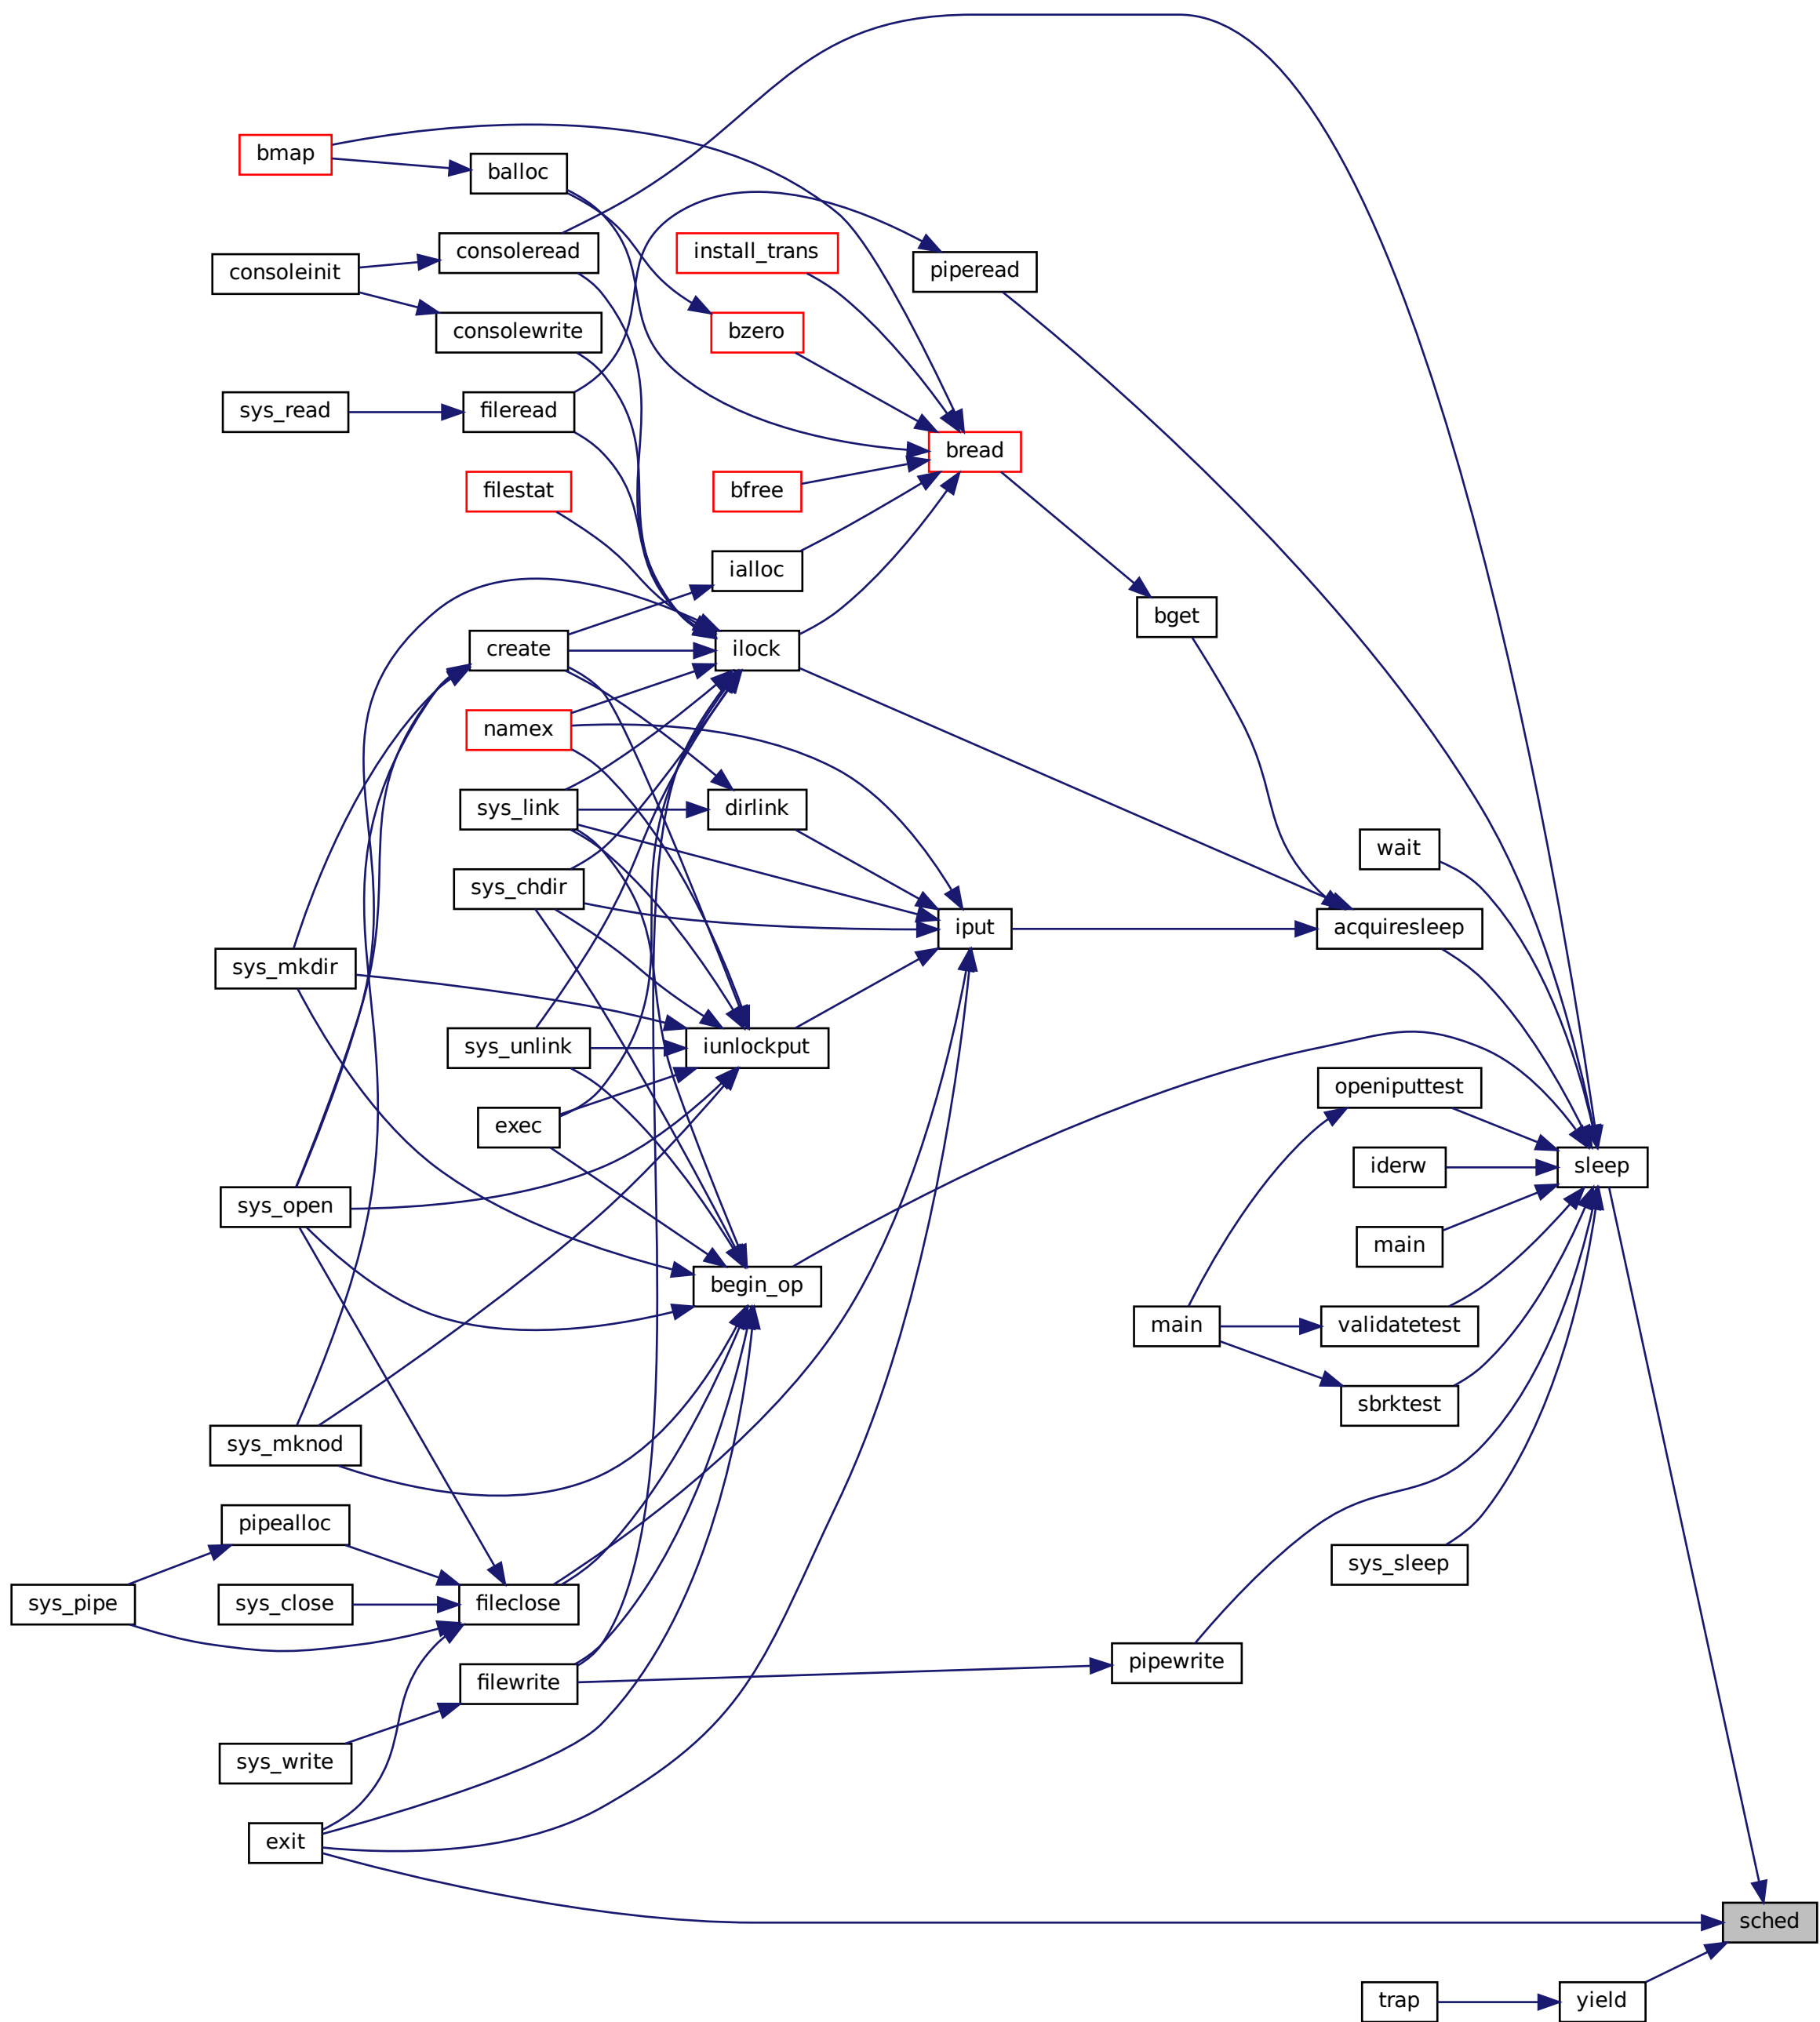 bmap
balloc
consoleread
install_trans
piperead
consoleinit
consolewrite
bzero
sys_read
fileread
bread
filestat
bfree
ialloc
bget
create
ilock
namex
sys_link
dirlink
wait
sys_chdir
iput
acquiresleep
sys_mkdir
sys_unlink
iunlockput
openiputtest
exec
iderw
sleep
sys_open
main
begin_op
main
validatetest
sbrktest
sys_mknod
pipealloc
sys_sleep
sys_pipe
sys_close
fileclose
pipewrite
filewrite
sys_write
exit
sched
trap
yield